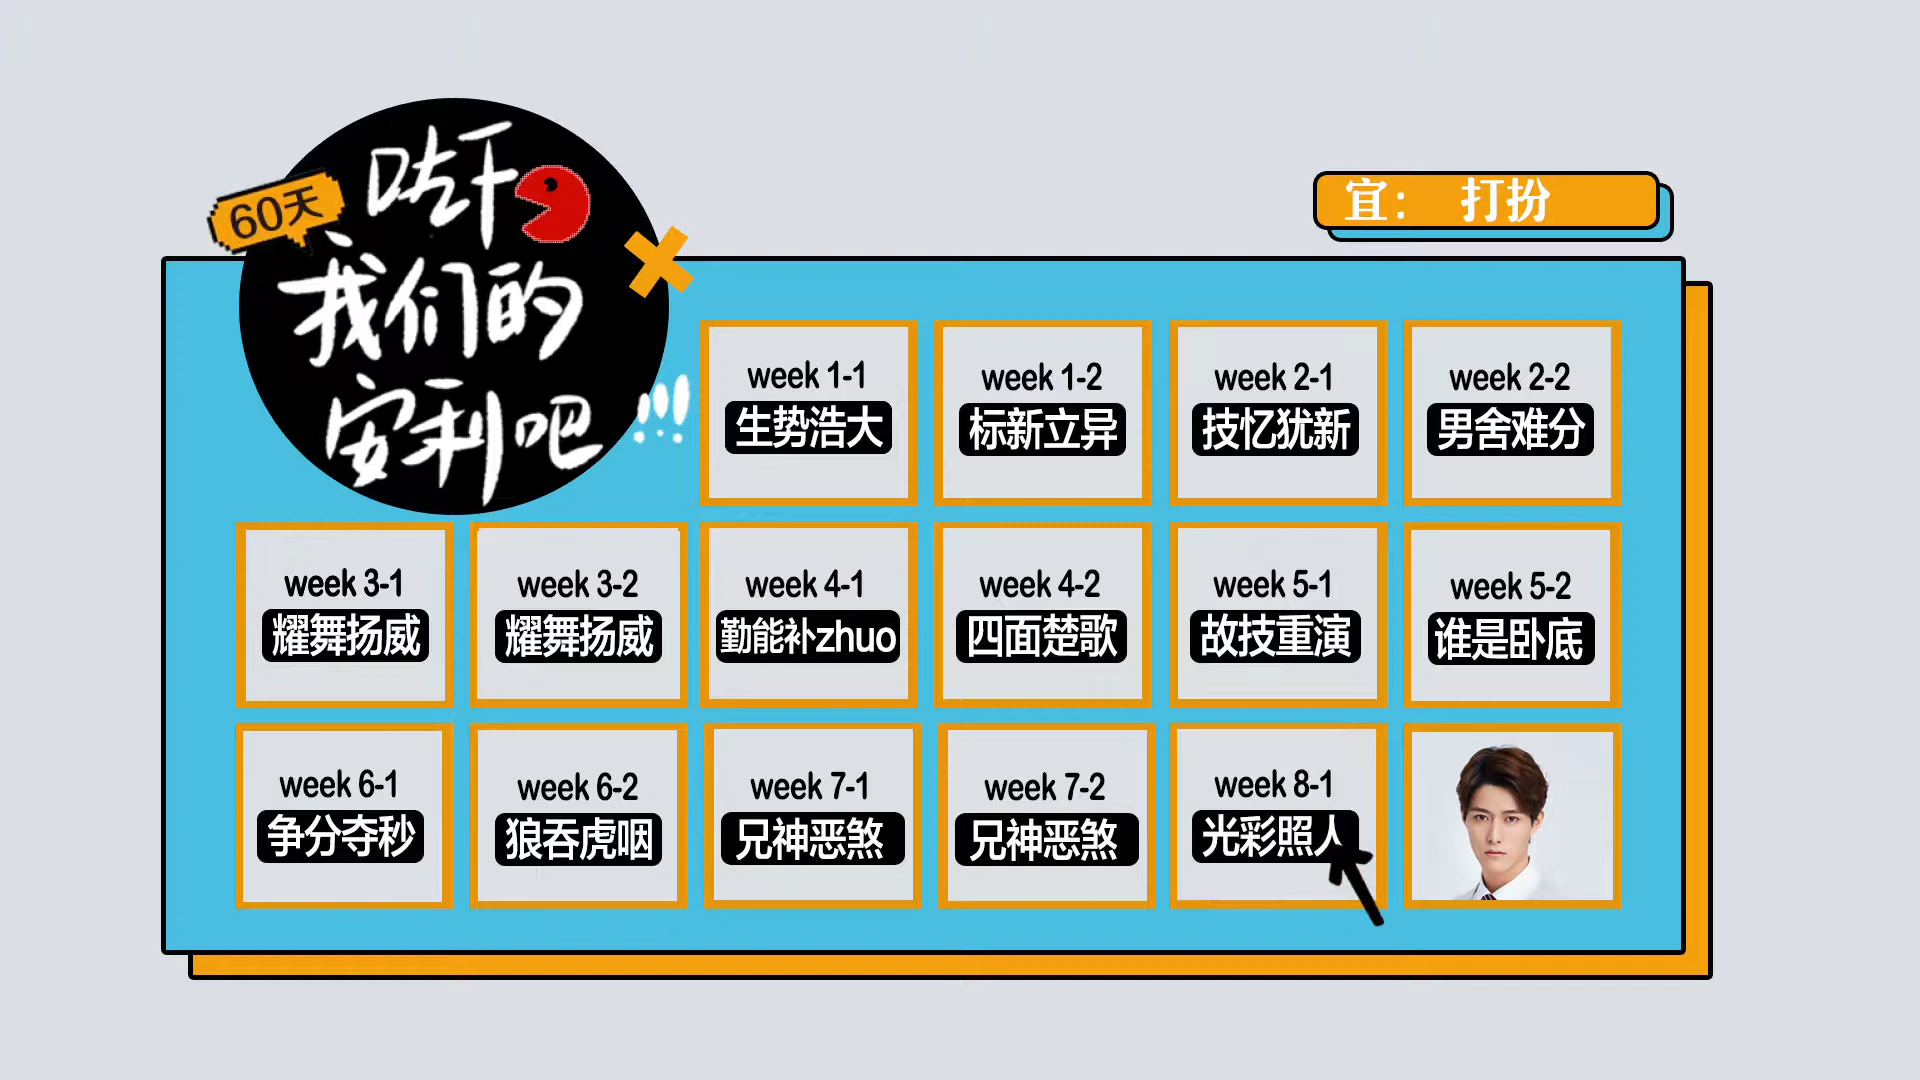 60天
咕干
我们的
安利吧!!!
宜： 打扮
week 1-1
生势浩大
week 1-2
标新立异
week 2-1
技忆犹新
week 2-2
男舍难分
week 3-1
耀舞扬威
week 3-2
耀舞扬威
week 4-1
勤能补zhuo
week 4-2
四面楚歌
week 5-1
故技重演
week 5-2
谁是卧底
week 6-1
争分夺秒
week 6-2
狼吞虎咽
week 7-1
兄神恶煞
week 7-2
兄神恶煞
week 8-1
光彩照人